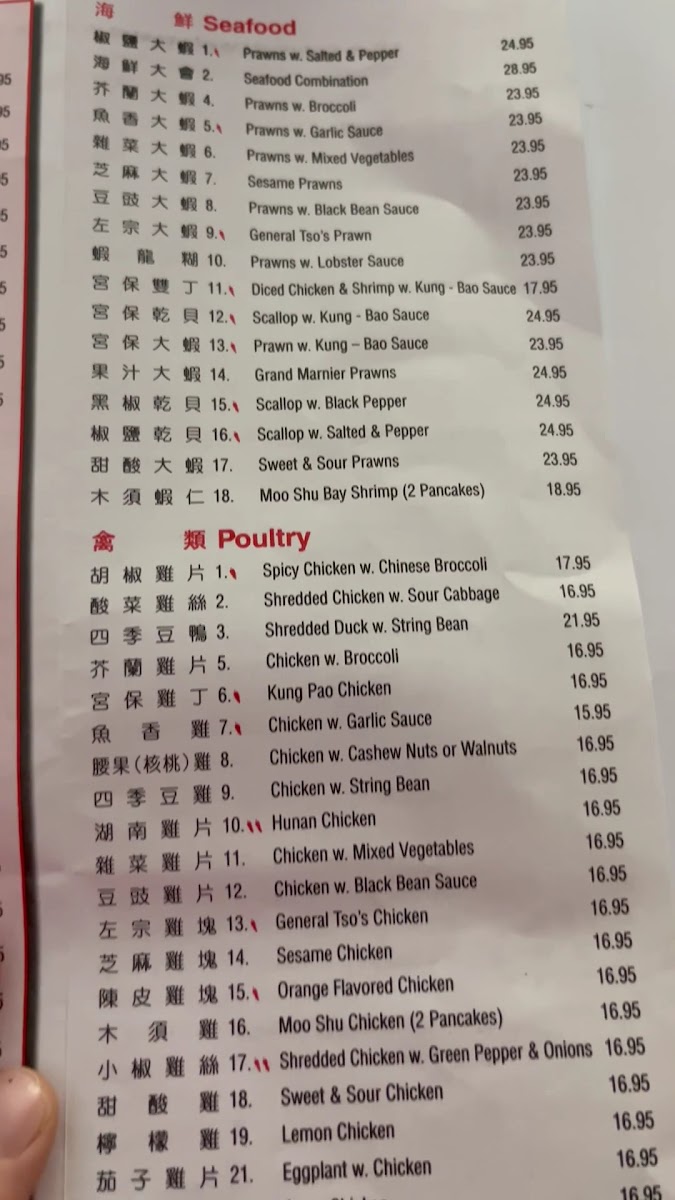 海鮮 Seafood
椒鹽大蝦 1. Prawns w. Salted & Pepper 24.95
海鮮大會 2. Seafood Combination 28.95
芥蘭大蝦 4. Prawns w. Broccoli 23.95
魚香大蝦 5. Prawns w. Garlic Sauce 23.95
雜菜大蝦 6. Prawns w. Mixed Vegetables 23.95
芝麻大蝦 7. Sesame Prawns 23.95
豆豉大蝦 8. Prawns w. Black Bean Sauce 23.95
左宗大蝦 9. General Tso's Prawn 23.95
蝦龍糊 10. Prawns w. Lobster Sauce 23.95
宮保雙丁 11. Diced Chicken & Shrimp w. Kung - Bao Sauce 17.95
宮保乾貝 12. Scallop w. Kung - Bao Sauce 24.95
宮保大蝦 13. Prawn w. Kung – Bao Sauce 23.95
果汁大蝦 14. Grand Marnier Prawns 24.95
黑椒乾貝 15. Scallop w. Black Pepper 24.95
椒鹽乾貝 16. Scallop w. Salted & Pepper 24.95
甜酸大蝦 17. Sweet & Sour Prawns 23.95
木須蝦仁 18. Moo Shu Bay Shrimp (2 Pancakes) 18.95
禽類 Poultry
胡椒雞片 1. Spicy Chicken w. Chinese Broccoli 17.95
酸菜雞絲 2. Shredded Chicken w. Sour Cabbage 16.95
四季豆鴨 3. Shredded Duck w. String Bean 21.95
芥蘭雞片 5. Chicken w. Broccoli 16.95
宮保雞丁 6. Kung Pao Chicken 16.95
魚香雞 7. Chicken w. Garlic Sauce 15.95
腰果(核桃)雞 8. Chicken w. Cashew Nuts or Walnuts 16.95
四季豆雞 9. Chicken w. String Bean 16.95
湖南雞片 10. Hunan Chicken 16.95
雜菜雞片 11. Chicken w. Mixed Vegetables 16.95
豆豉雞片 12. Chicken w. Black Bean Sauce 16.95
左宗雞塊 13. General Tso's Chicken 16.95
芝麻雞塊 14. Sesame Chicken 16.95
陳皮雞塊 15. Orange Flavored Chicken 16.95
木須雞 16. Moo Shu Chicken (2 Pancakes) 16.95
小椒雞絲 17. Shredded Chicken w. Green Pepper & Onions 16.95
甜酸雞 18. Sweet & Sour Chicken 16.95
檸檬雞 19. Lemon Chicken 16.95
茄子雞片 21. Eggplant w. Chicken 16.95
16.95